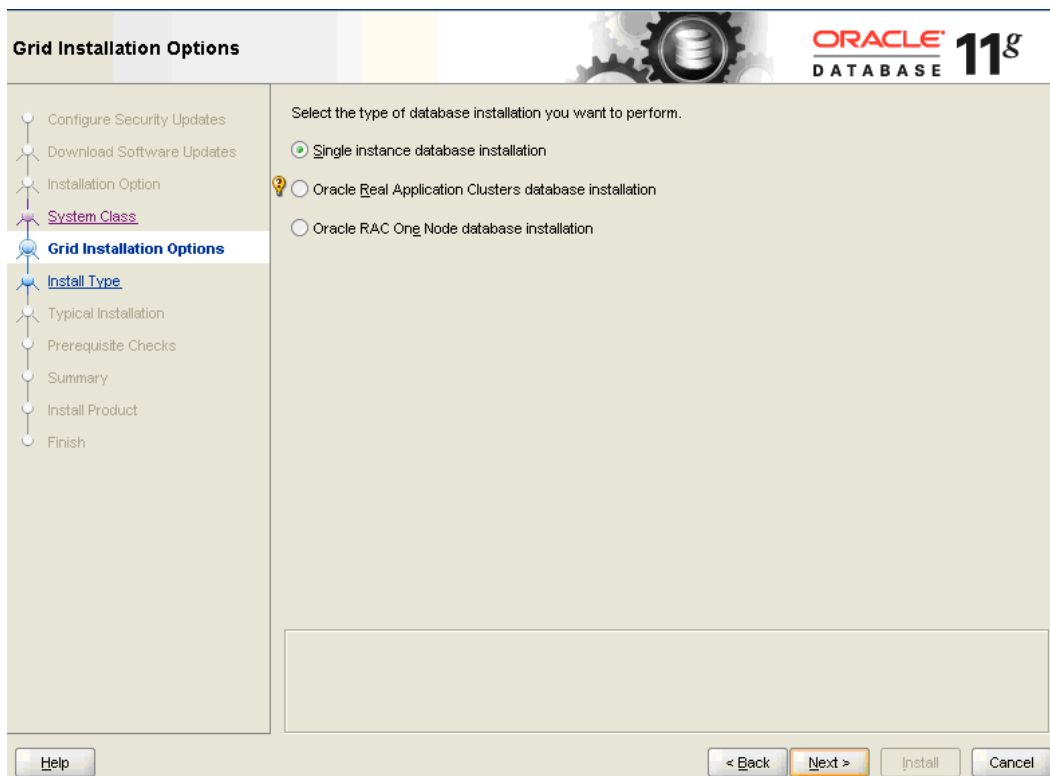 Grid Installation Options
ORACLE DATABASE 11g
Configure Security Updates
Download Software Updates
Installation Option
System Class
Grid Installation Options
Install Type
Typical Installation
Prerequisite Checks
Summary
Install Product
Finish
Select the type of database installation you want to perform.
Single instance database installation
Oracle Real Application Clusters database installation
Oracle RAC One Node database installation
Help
< Back
Next >
Install
Cancel